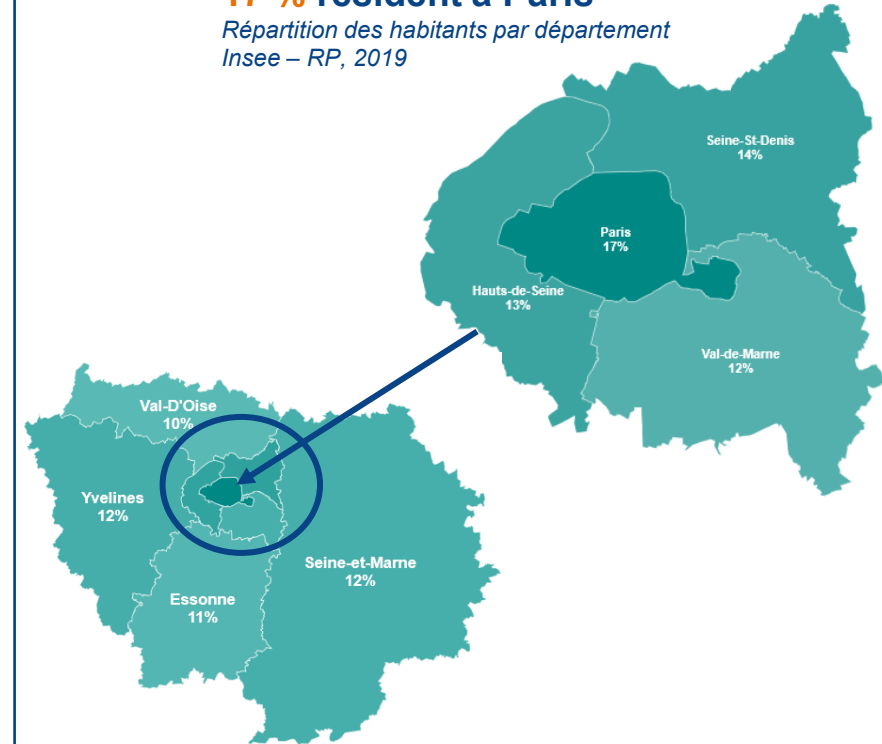 17 % résident à Paris
Répartition des habitants par département
Insee – RP, 2019
Seine-St-Denis
14%
Paris
17%
Hauts-de-Seine
13%
Val-de-Marne
12%
Val-D'Oise
10%
Yvelines
12%
Seine-et-Marne
12%
Essonne
11%